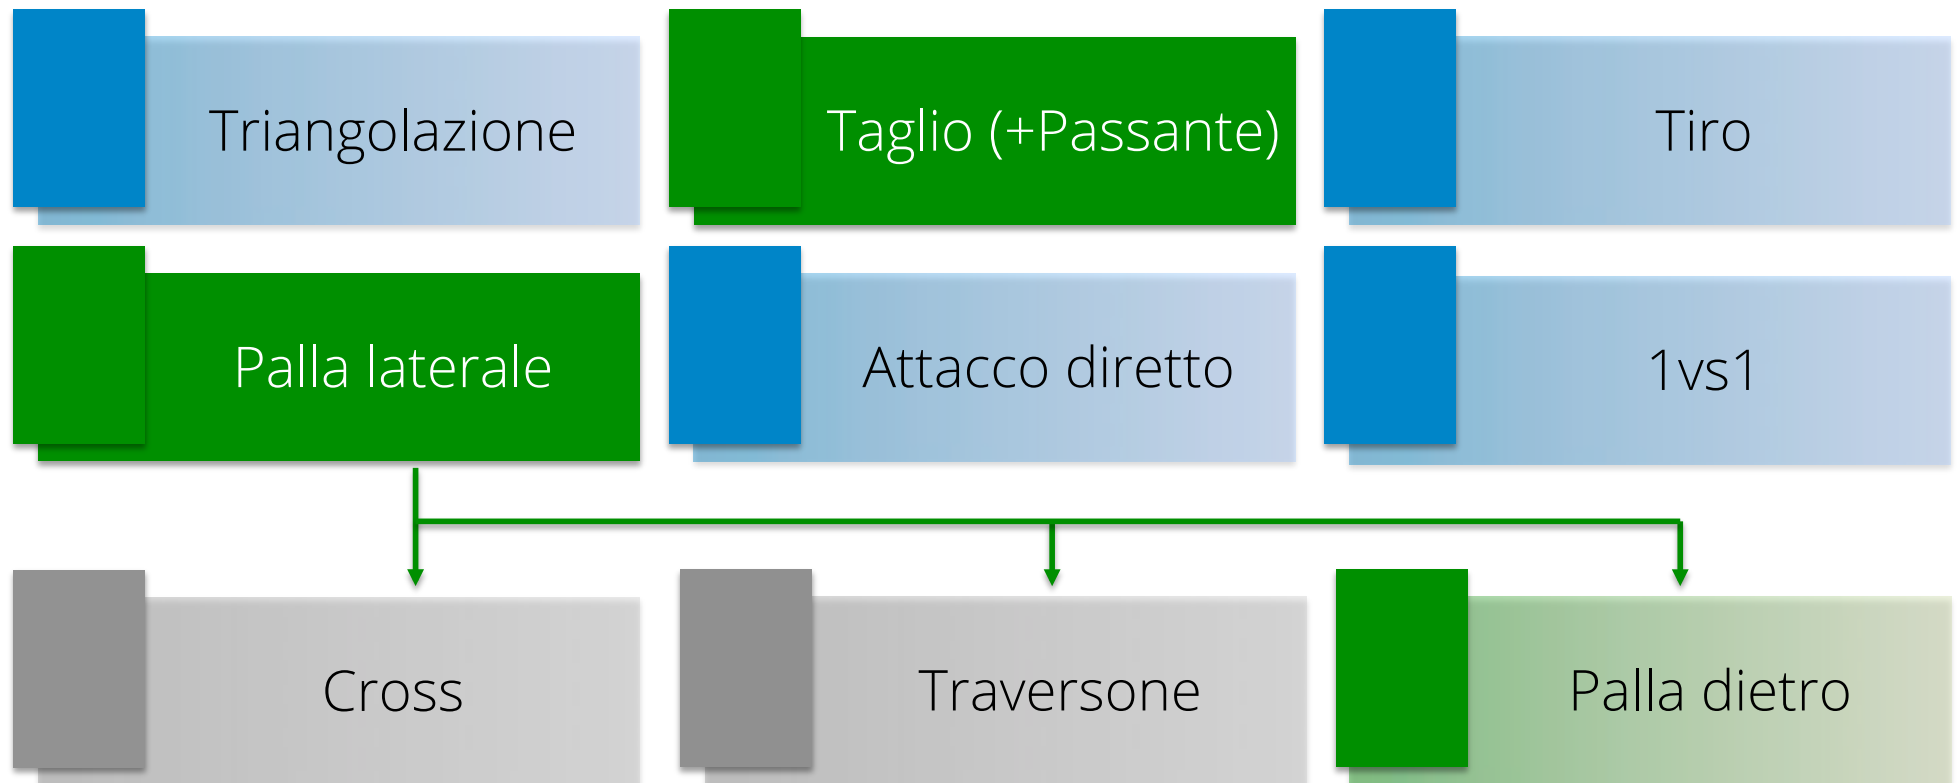 Triangolazione
Taglio (+Passante)
Tiro
Palla laterale
Attacco diretto
1vs1
Cross
Traversone
Palla dietro